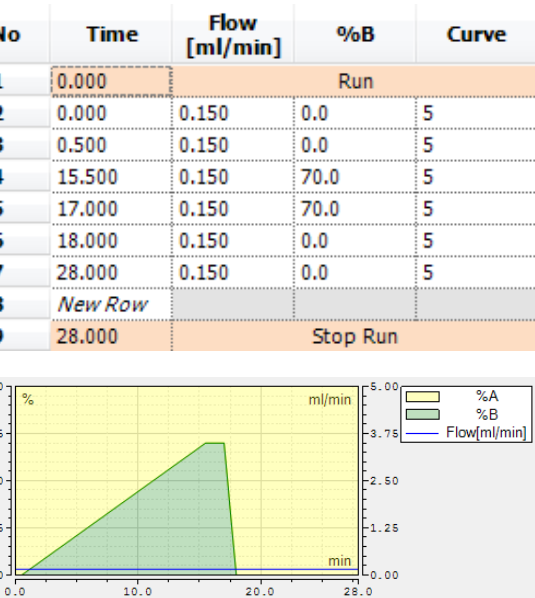 No Time Flow [ml/min] %B Curve
0.000 Run
0.000 0.150 0.0 5
0.500 0.150 0.0 5
15.500 0.150 70.0 5
17.000 0.150 70.0 5
18.000 0.150 0.0 5
28.000 0.150 0.0 5
New Row
28.000 Stop Run
% ml/min 5.00 %A
%B
3.75 Flow[ml/min]
2.50
1.25
min
0.00
0.0 10.0 20.0 28.0